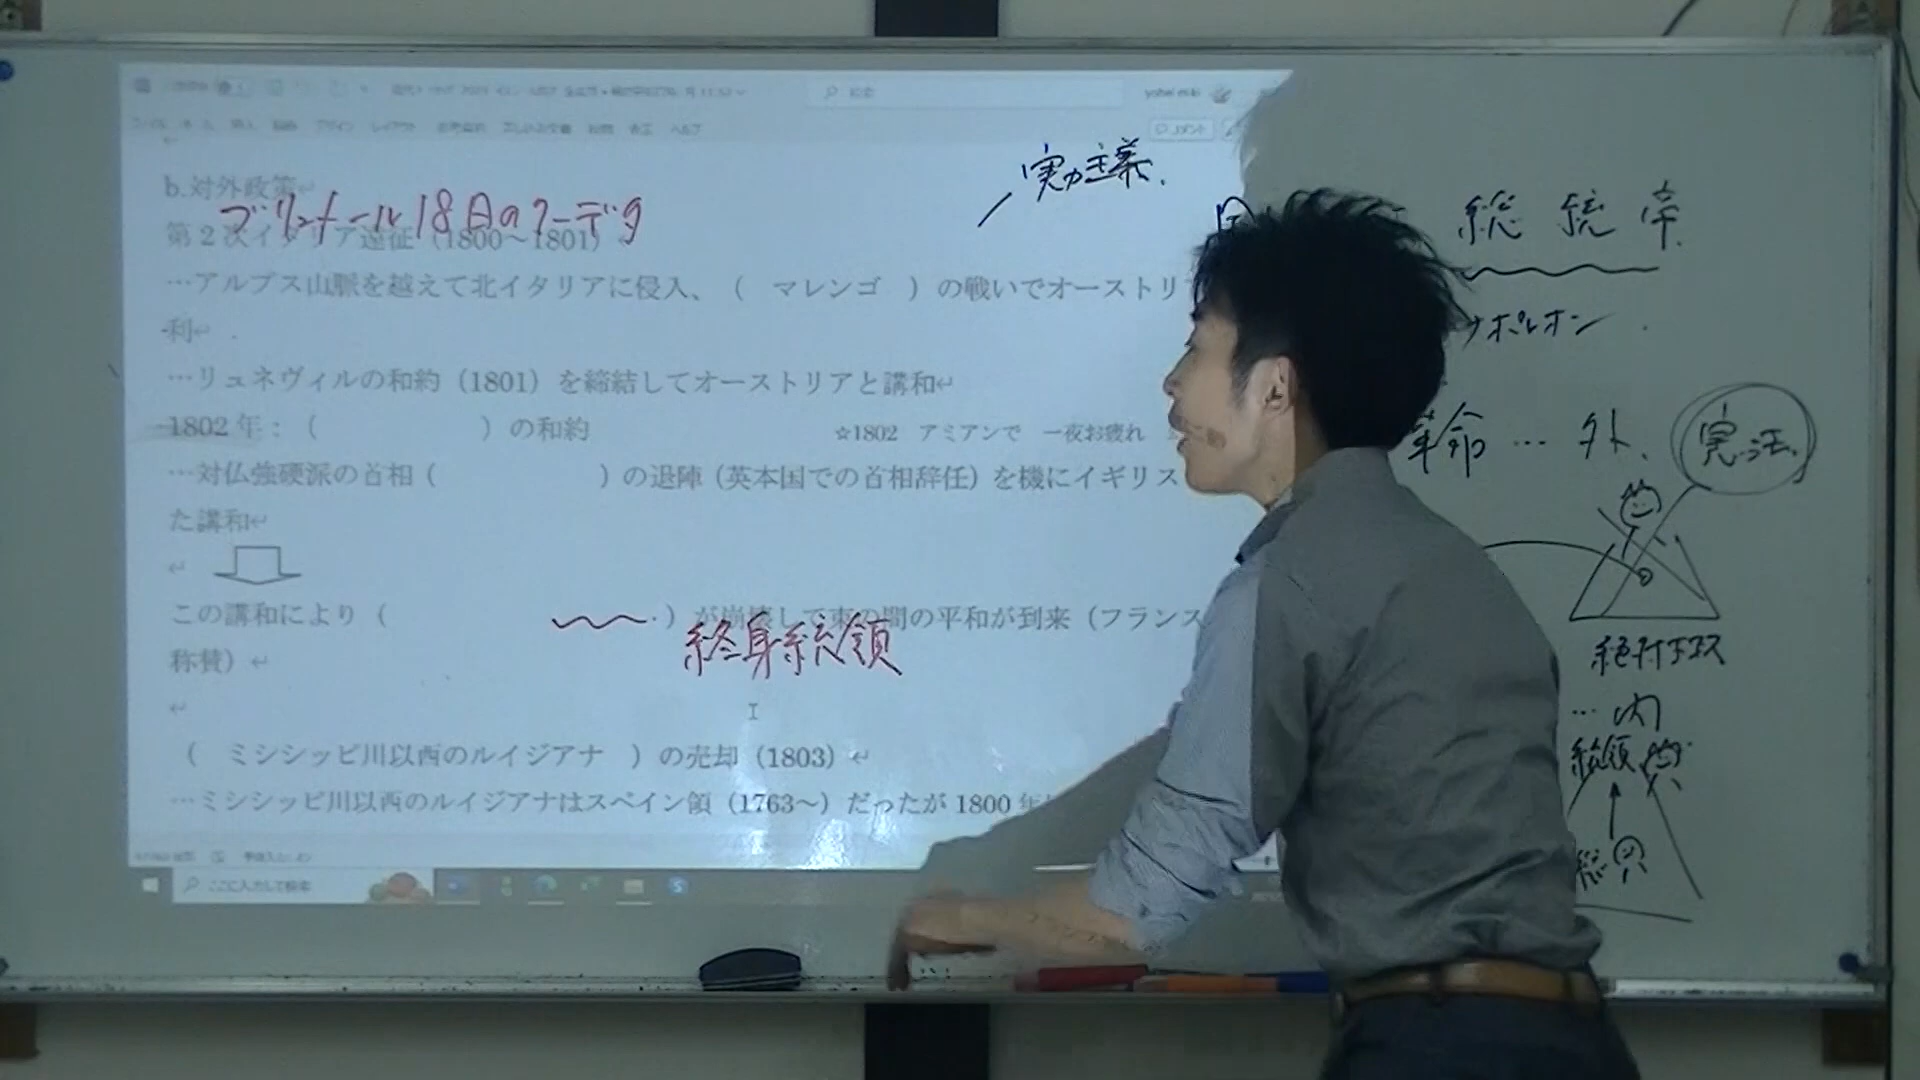 b.対外政策
ブリュメール18日のクーデタ
第2次イタリア遠征(1800～1801)
…アルプス山脈を越えて北イタリアに侵入、( マレンゴ )の戦いでオーストリ
利
…リュネヴィルの和約(1801)を締結してオーストリアと講和
1802年:( )の和約 ☆1802 アミアンで 一夜お疲れ
…対仏強硬派の首相( )の退陣(英本国での首相辞任)を機にイギリス
た講和
この講和により( )が崩壊して束の間の平和が到来(フランス
終身統領
称賛)
( ミシシッピ川以西のルイジアナ )の売却(1803)
…ミシシッピ川以西のルイジアナはスペイン領(1763～)だったが1800年
ここに入力して検索
実力主義.
総 統 帝
ナポレオン
革命…外.
憲法
絶対王政
…内
統領